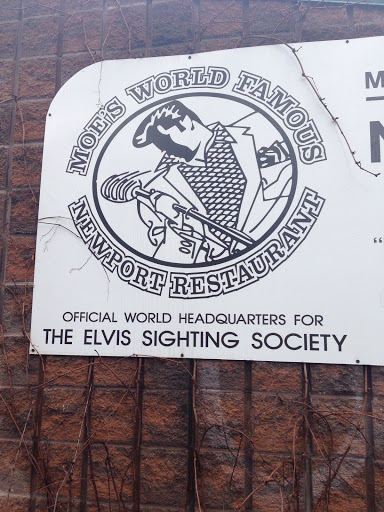 MOE'S WORLD FAMOUS
NEWPORT RESTAURANT
OFFICIAL WORLD HEADQUARTERS FOR
THE ELVIS SIGHTING SOCIETY